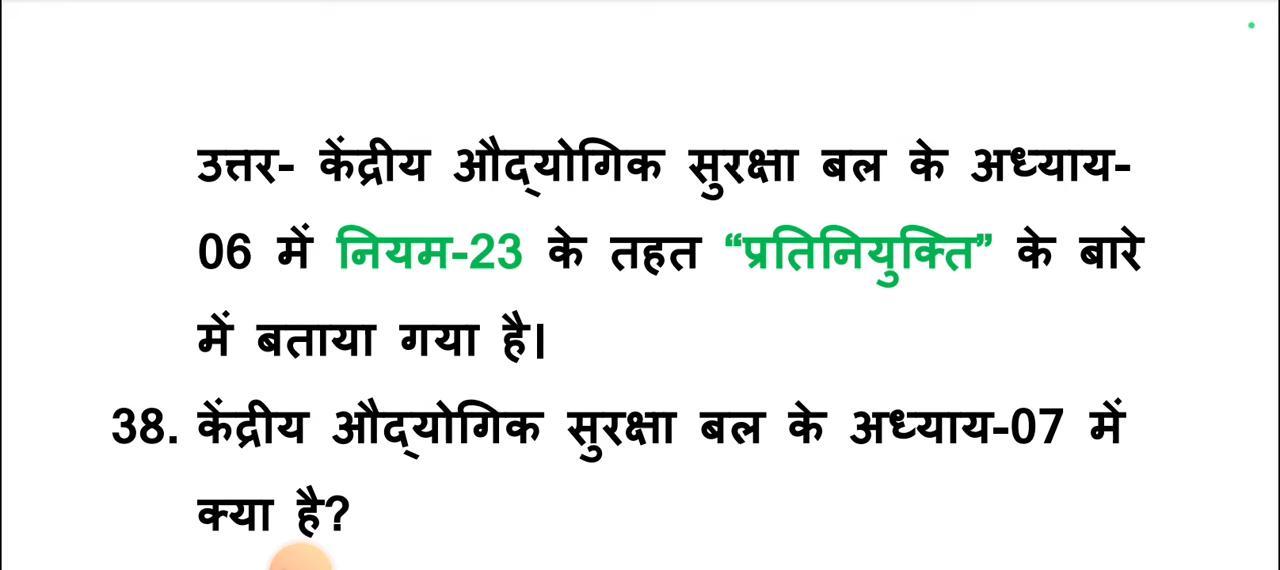 उत्तर- केंद्रीय औद्योगिक सुरक्षा बल के अध्याय-
06 में नियम-23 के तहत “प्रतिनियुक्ति” के बारे
में बताया गया है।
38. केंद्रीय औद्योगिक सुरक्षा बल के अध्याय-07 में
क्या है?